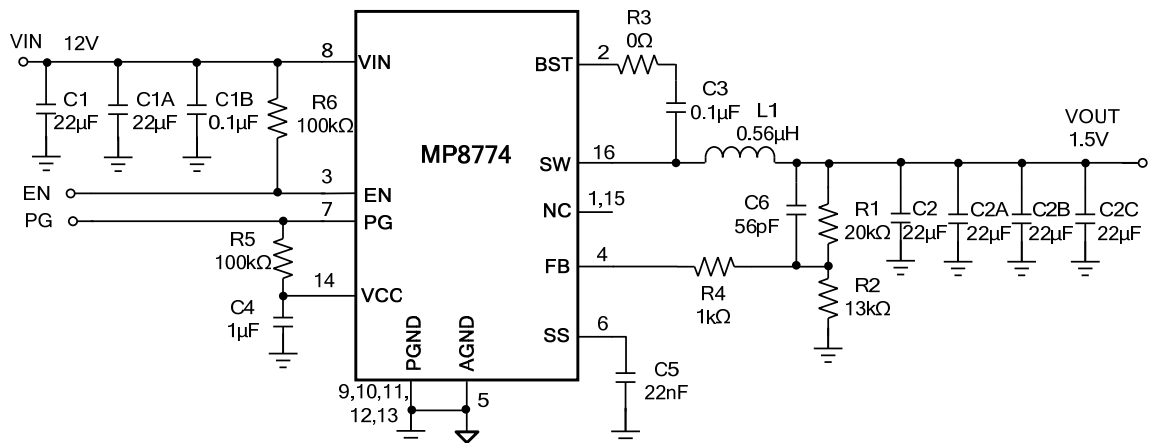 VIN 12V
C1
22µF
C1A
22µF
C1B
0.1µF
R6
100kΩ
EN
PG
R5
100kΩ
C4
1µF
8
3
7
14
VIN
EN
PG
VCC
MP8774
BST
SW
NC
FB
SS
PGND
AGND
9,10,11,
12,13
5
2
16
1,15
4
6
R3
0Ω
C3
0.1µF
L1
0.56µH
C6
56pF
R1
20kΩ
R4
1kΩ
R2
13kΩ
C5
22nF
C2
22µF
C2A
22µF
C2B
22µF
C2C
22µF
VOUT
1.5V